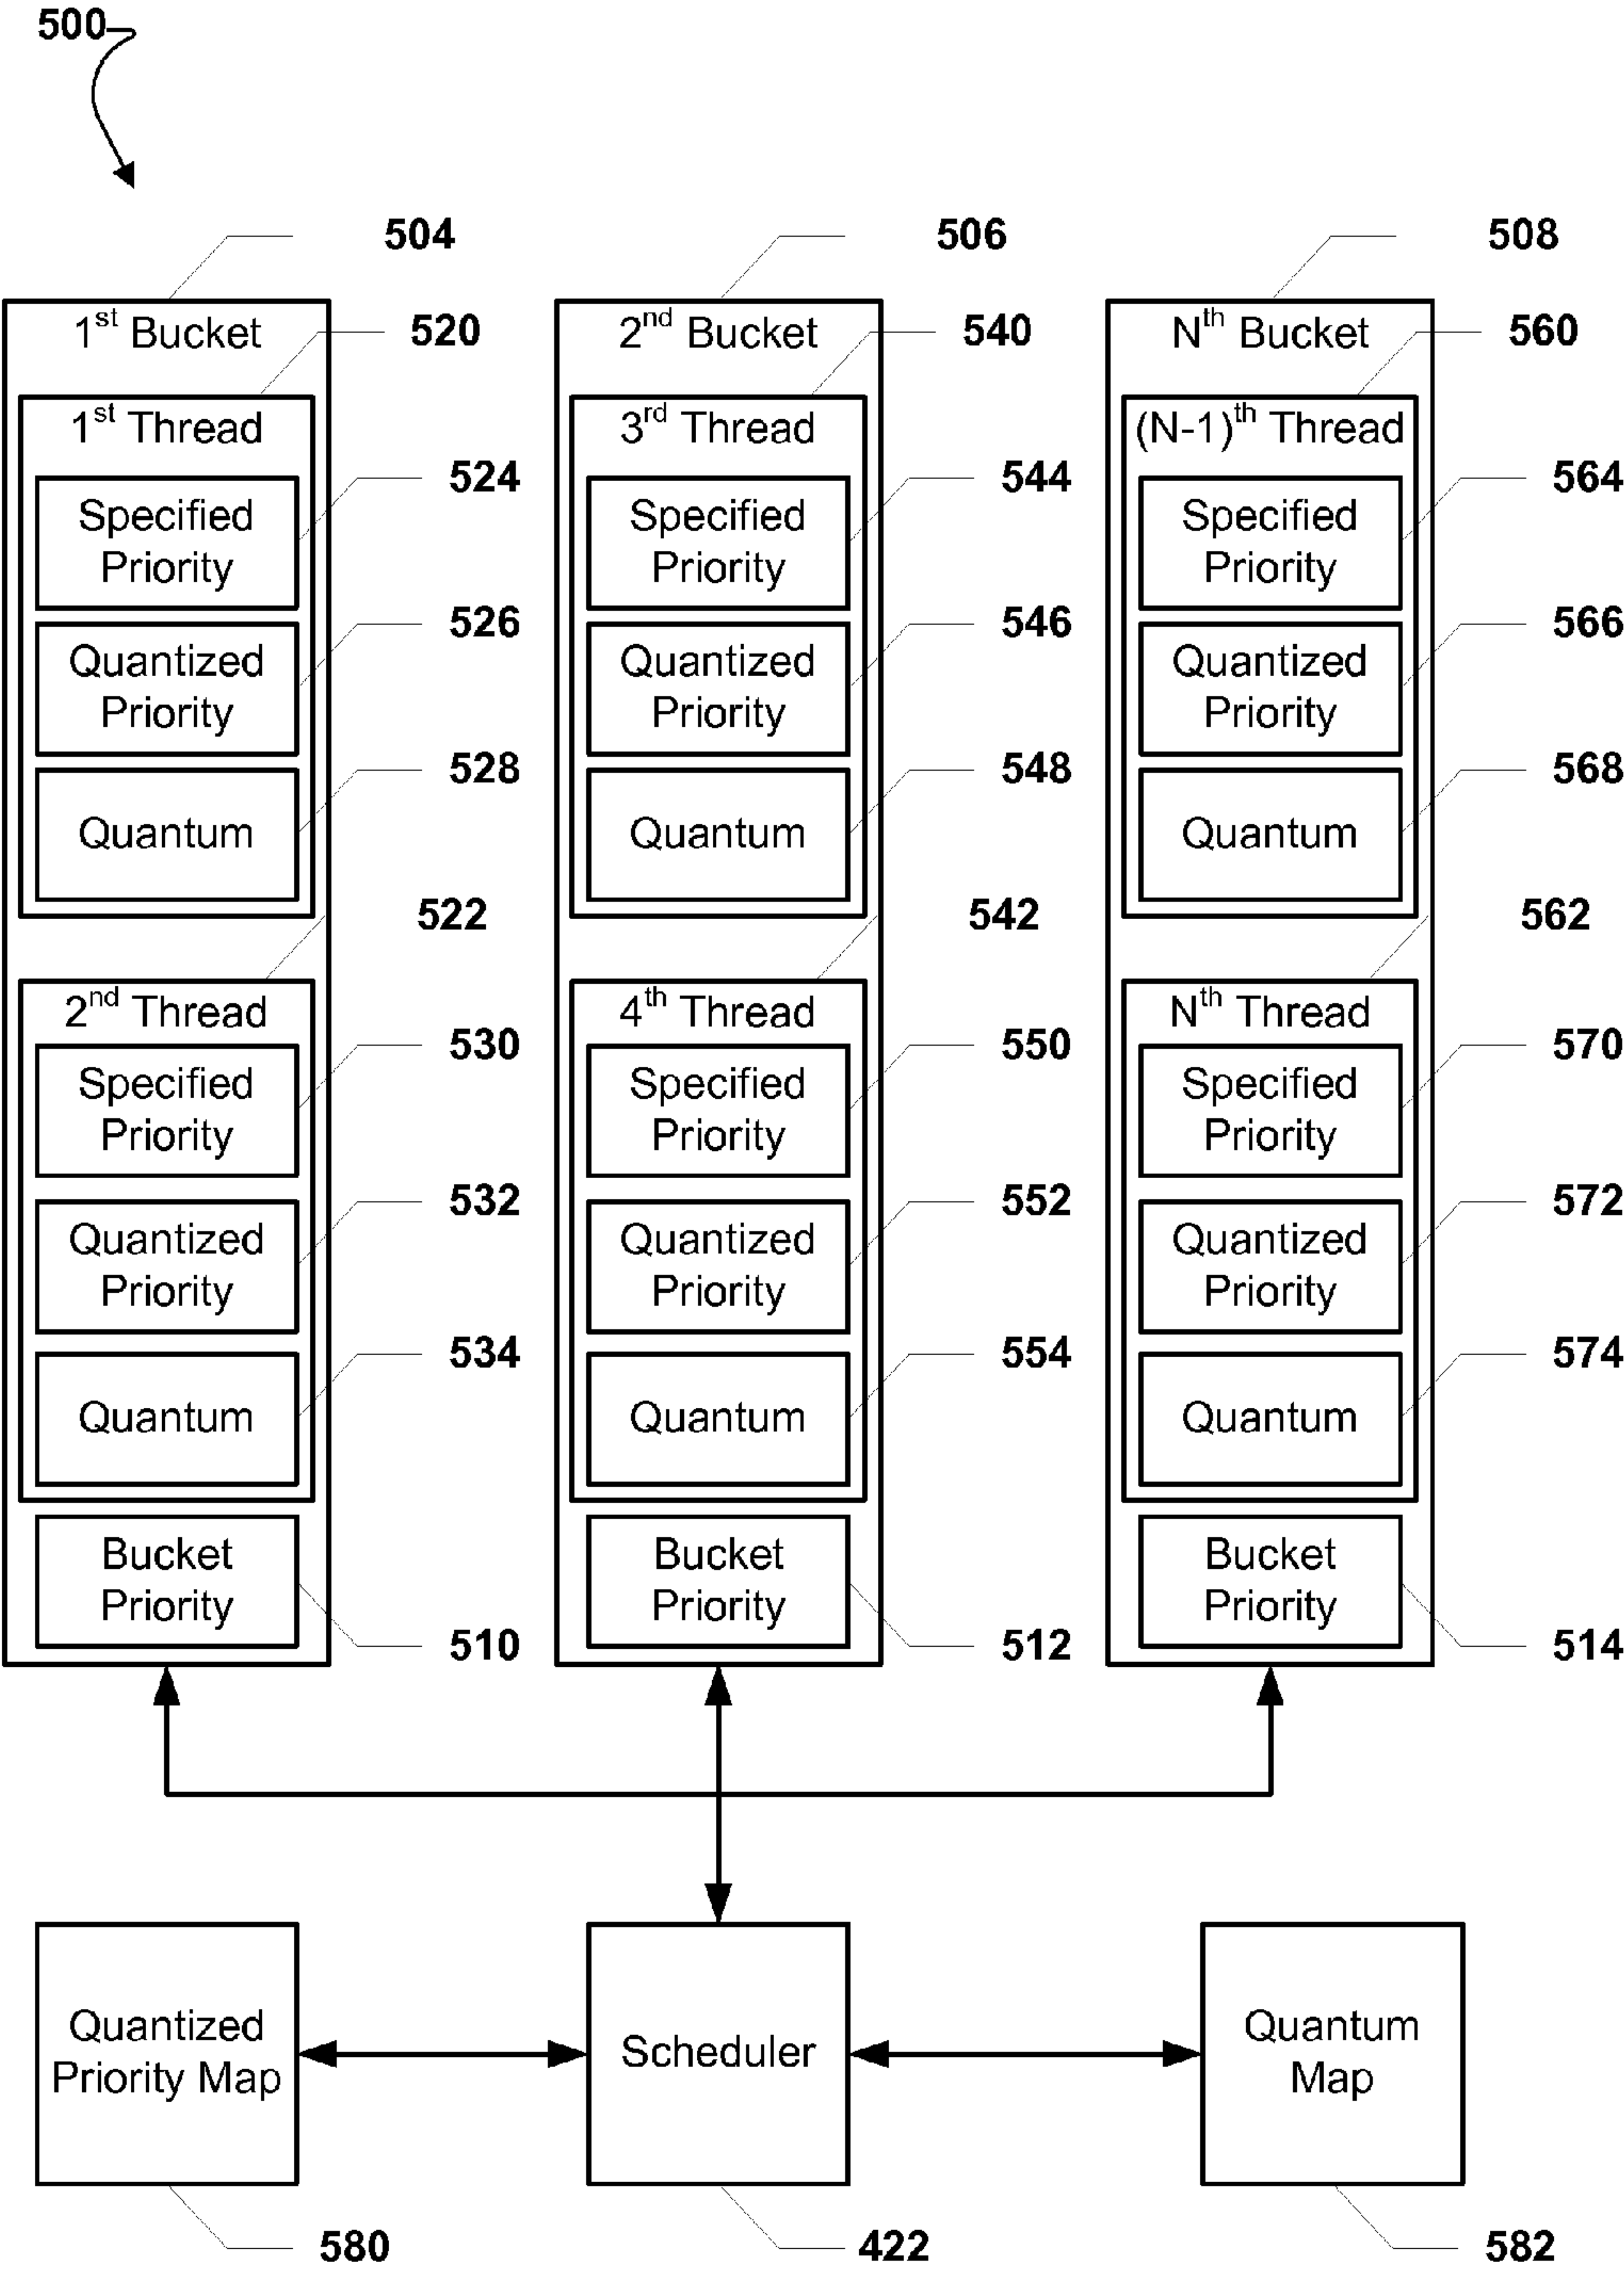 500
504
506
508
1st Bucket
520
2nd Bucket
540
Nth Bucket
560
1st Thread
3rd Thread
(N-1)th Thread
524
544
564
Specified
Priority
Specified
Priority
Specified
Priority
526
546
566
Quantized
Priority
Quantized
Priority
Quantized
Priority
528
548
568
Quantum
Quantum
Quantum
522
542
562
2nd Thread
4th Thread
Nth Thread
530
550
570
Specified
Priority
Specified
Priority
Specified
Priority
532
552
572
Quantized
Priority
Quantized
Priority
Quantized
Priority
534
554
574
Quantum
Quantum
Quantum
Bucket
Priority
Bucket
Priority
Bucket
Priority
510
512
514
Quantized
Priority Map
Scheduler
Quantum
Map
580
422
582